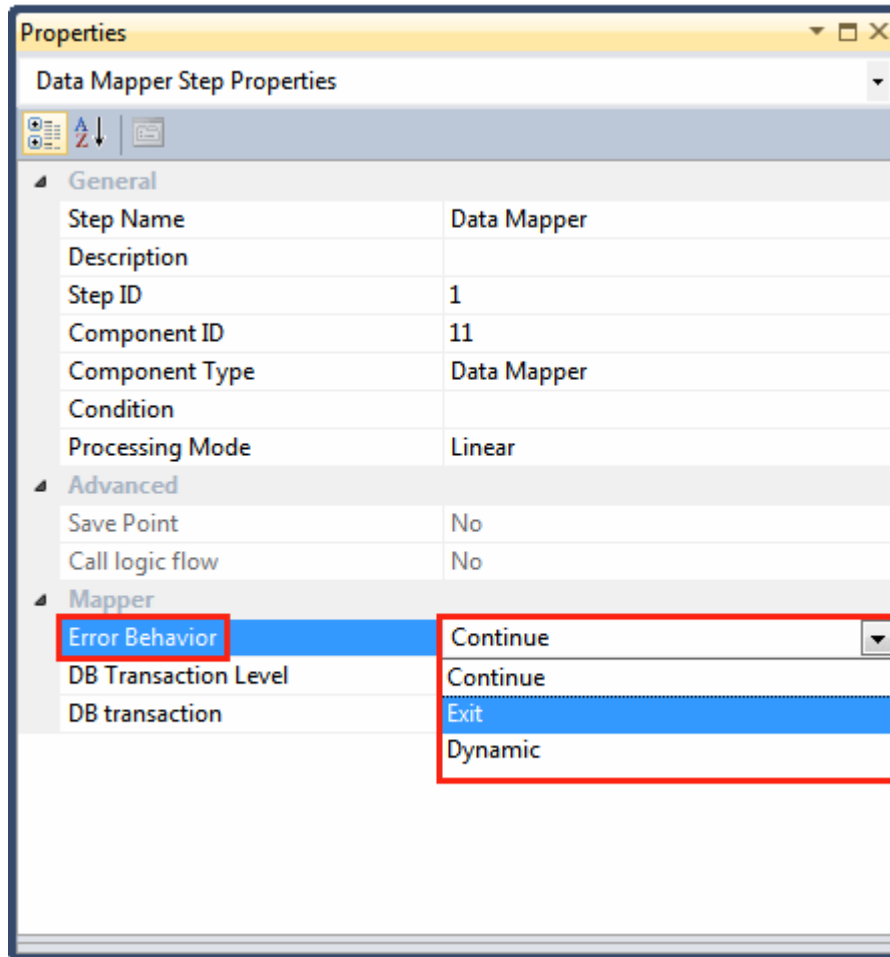 Properties
Data Mapper Step Properties
General
Step Name Data Mapper
Description
Step ID 1
Component ID 11
Component Type Data Mapper
Condition
Processing Mode Linear
Advanced
Save Point No
Call logic flow No
Mapper
Error Behavior Continue
DB Transaction Level Continue
DB transaction Exit
Dynamic